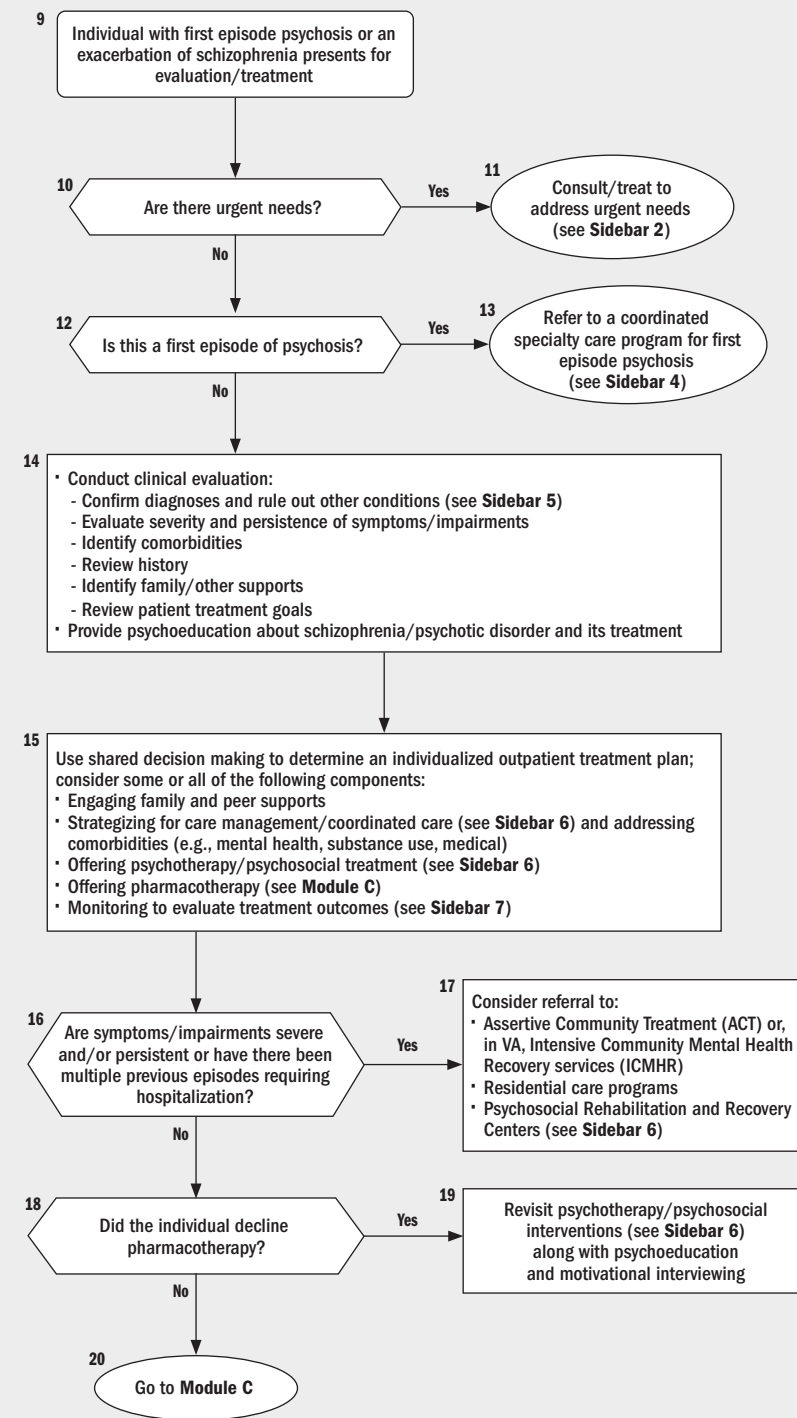 9
Individual with first episode psychosis or an
exacerbation of schizophrenia presents for
evaluation/treatment
10
Are there urgent needs?
Yes
11
Consult/treat to
address urgent needs
(see Sidebar 2)
No
12
Is this a first episode of psychosis?
Yes
13
Refer to a coordinated
specialty care program for first
episode psychosis
(see Sidebar 4)
No
14
· Conduct clinical evaluation:
- Confirm diagnoses and rule out other conditions (see Sidebar 5)
- Evaluate severity and persistence of symptoms/impairments
- Identify comorbidities
- Review history
- Identify family/other supports
- Review patient treatment goals
· Provide psychoeducation about schizophrenia/psychotic disorder and its treatment
15
Use shared decision making to determine an individualized outpatient treatment plan;
consider some or all of the following components:
· Engaging family and peer supports
· Strategizing for care management/coordinated care (see Sidebar 6) and addressing
comorbidities (e.g., mental health, substance use, medical)
· Offering psychotherapy/psychosocial treatment (see Sidebar 6)
· Offering pharmacotherapy (see Module C)
· Monitoring to evaluate treatment outcomes (see Sidebar 7)
16
Are symptoms/impairments severe
and/or persistent or have there been
multiple previous episodes requiring
hospitalization?
Yes
17
Consider referral to:
· Assertive Community Treatment (ACT) or,
in VA, Intensive Community Mental Health
Recovery services (ICMHR)
· Residential care programs
· Psychosocial Rehabilitation and Recovery
Centers (see Sidebar 6)
No
18
Did the individual decline
pharmacotherapy?
Yes
19
Revisit psychotherapy/psychosocial
interventions (see Sidebar 6)
along with psychoeducation
and motivational interviewing
No
20
Go to Module C